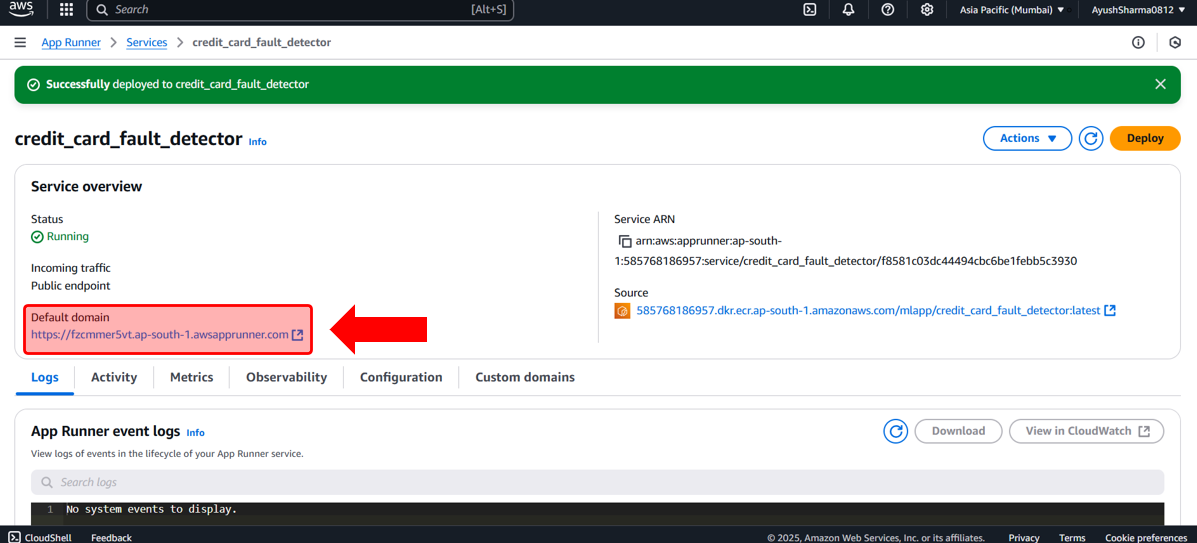 aws
Search [Alt+S] Asia Pacific (Mumbai) AyushSharma0812
App Runner > Services > credit_card_fault_detector
Successfully deployed to credit_card_fault_detector
credit_card_fault_detector Info
Actions Deploy
Service overview
Status
Running
Incoming traffic
Public endpoint
Default domain
https://fzcmmer5vt.ap-south-1.awsapprunner.com
Service ARN
arn:aws:apprunner:ap-south-
1:585768186957:service/credit_card_fault_detector/f8581c03dc44494cbc6be1febb5c3930
Source
585768186957.dkr.ecr.ap-south-1.amazonaws.com/mlapp/credit_card_fault_detector:latest
Logs Activity Metrics Observability Configuration Custom domains
App Runner event logs Info
Download View in CloudWatch
View logs of events in the lifecycle of your App Runner service.
Search logs
1 No system events to display.
CloudShell Feedback © 2025, Amazon Web Services, Inc. or its affiliates. Privacy Terms Cookie preferences